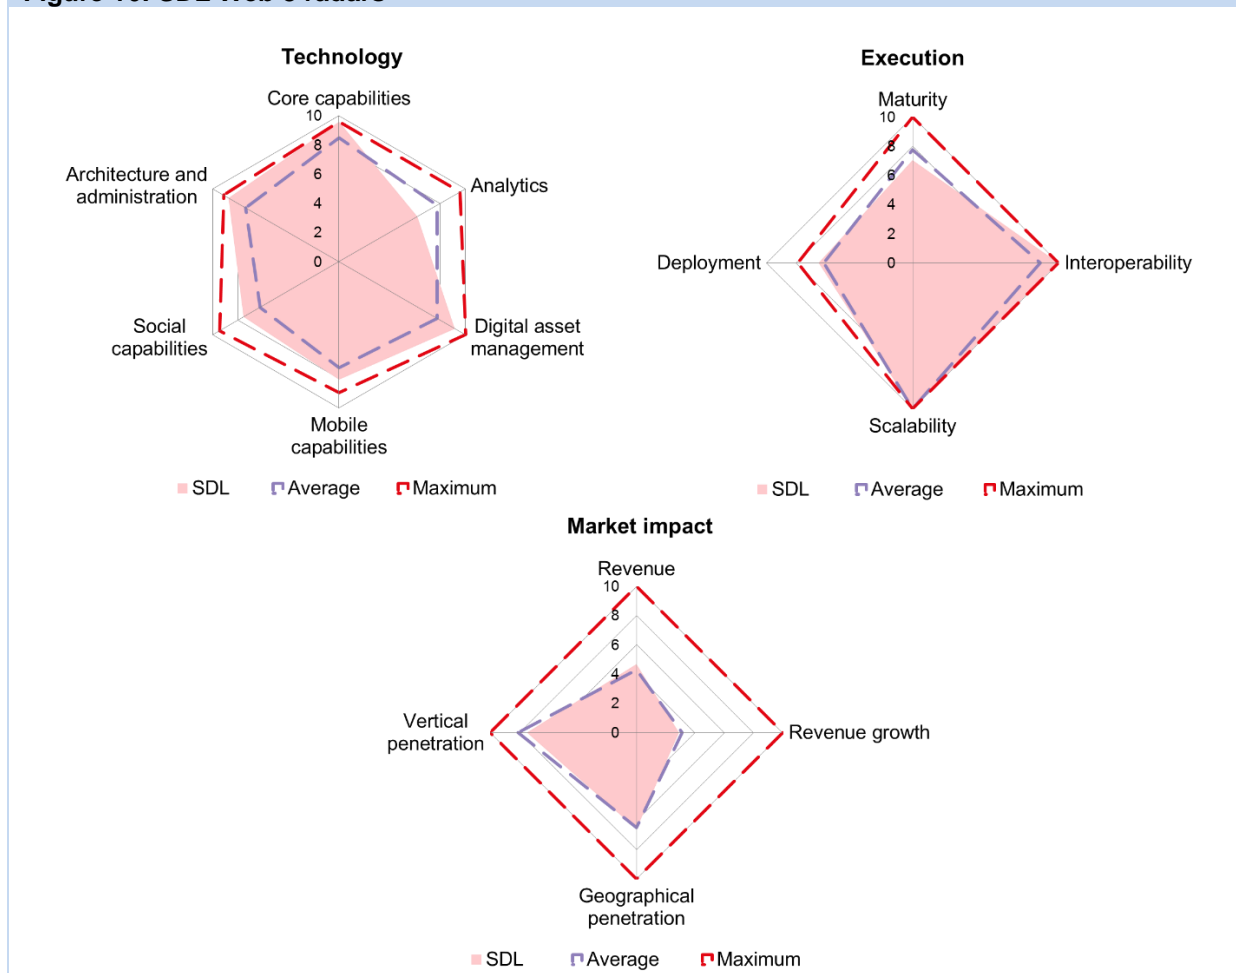 Technology
Core capabilities
10
8
6
4
2
0
Architecture and
administration
Analytics
Social
capabilities
Digital asset
management
Mobile
capabilities
SDL Average Maximum
Execution
Maturity
10
8
6
4
2
0
Deployment
Interoperability
Scalability
SDL Average Maximum
Market impact
Revenue
10
8
6
4
2
0
Vertical
penetration
Revenue growth
Geographical
penetration
SDL Average Maximum